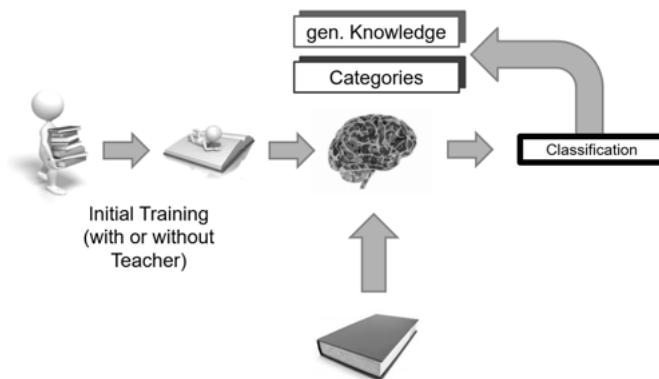 gen. Knowledge
Categories
Classification
Initial Training
(with or without
Teacher)